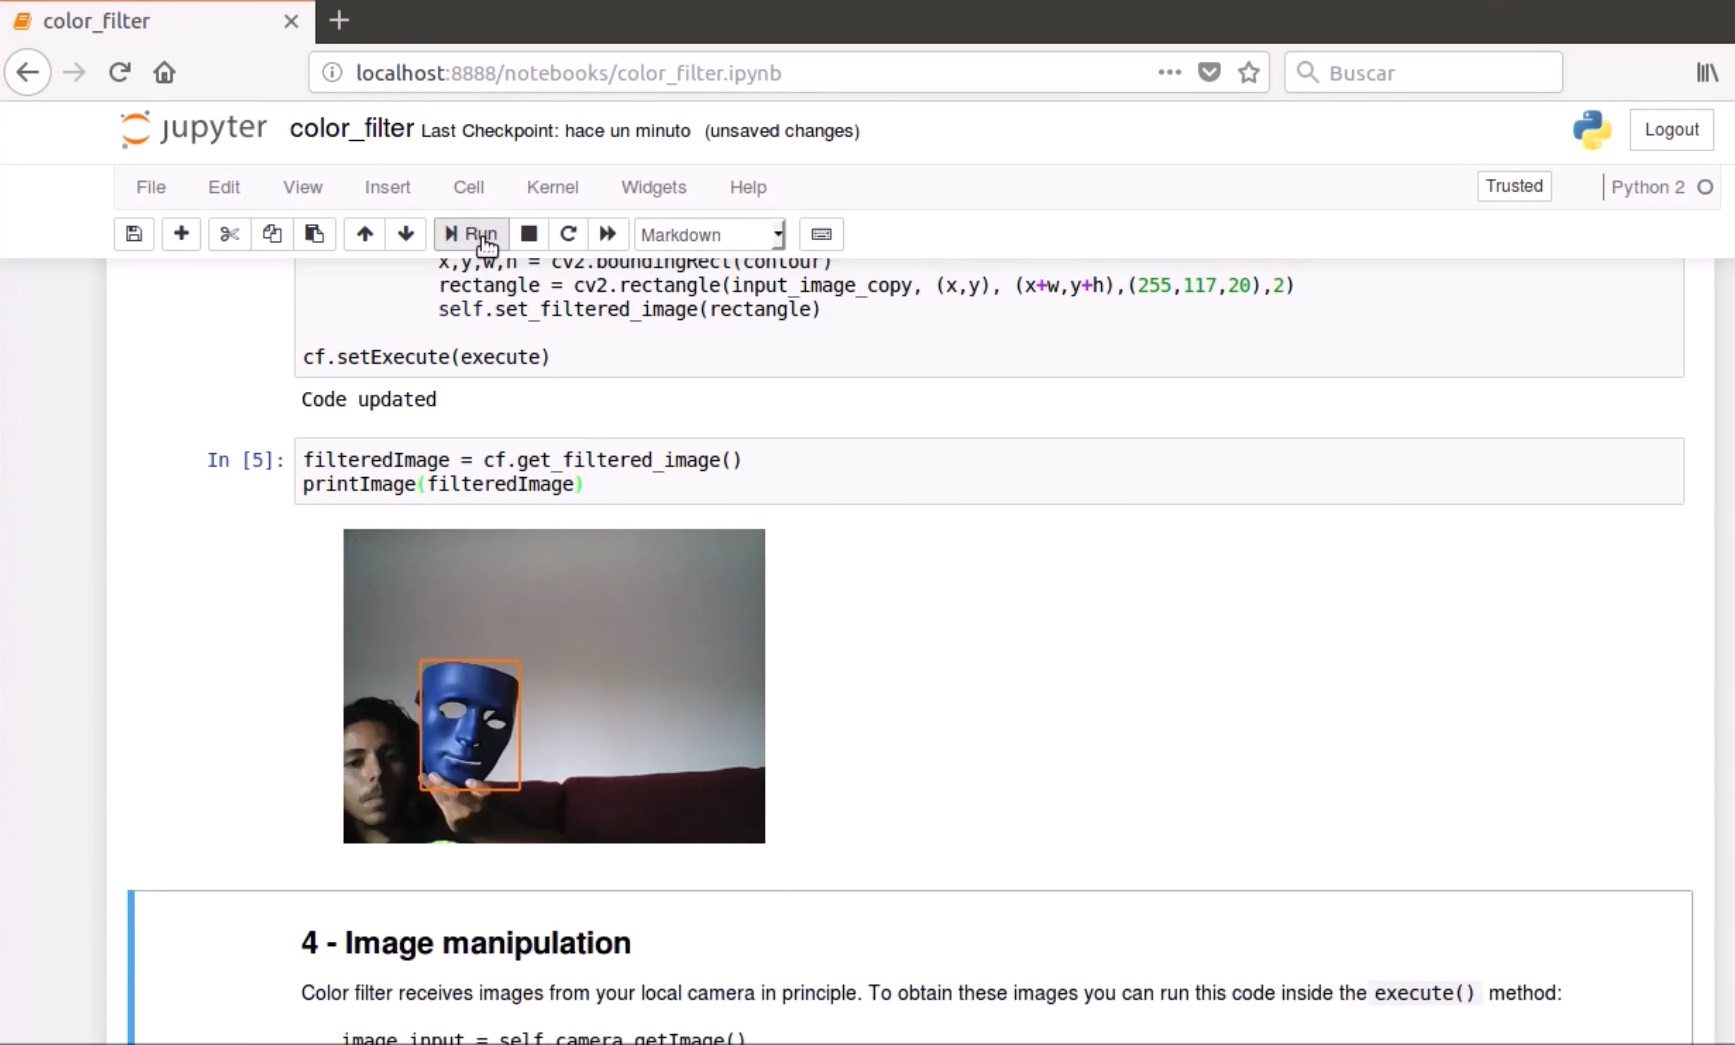 color_filter
localhost:8888/notebooks/color_filter.ipynb
Buscar
jupyter color_filter Last Checkpoint: hace un minuto (unsaved changes)
Logout
File Edit View Insert Cell Kernel Widgets Help
Trusted
Python 2
Run
Markdown
x,y,w,h = cv2.boundingRect(contour)
rectangle = cv2.rectangle(input_image_copy, (x,y), (x+w,y+h),(255,117,20),2)
self.set_filtered_image(rectangle)
cf.setExecute(execute)
Code updated
In [5]: filteredImage = cf.get_filtered_image()
printImage(filteredImage)
4 - Image manipulation
Color filter receives images from your local camera in principle. To obtain these images you can run this code inside the execute() method:
image_input = self.camera.getImage()